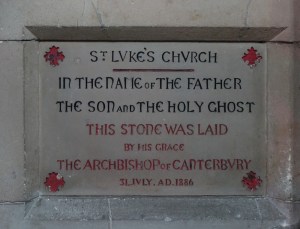 ST LVKE'S CHVRCH
IN THE NAME OF THE FATHER
THE SON AND THE HOLY GHOST
THIS STONE WAS LAID
BY HIS GRACE
THE ARCHBISHOP OF CANTERBVRY
31. IVLY. A.D. 1886